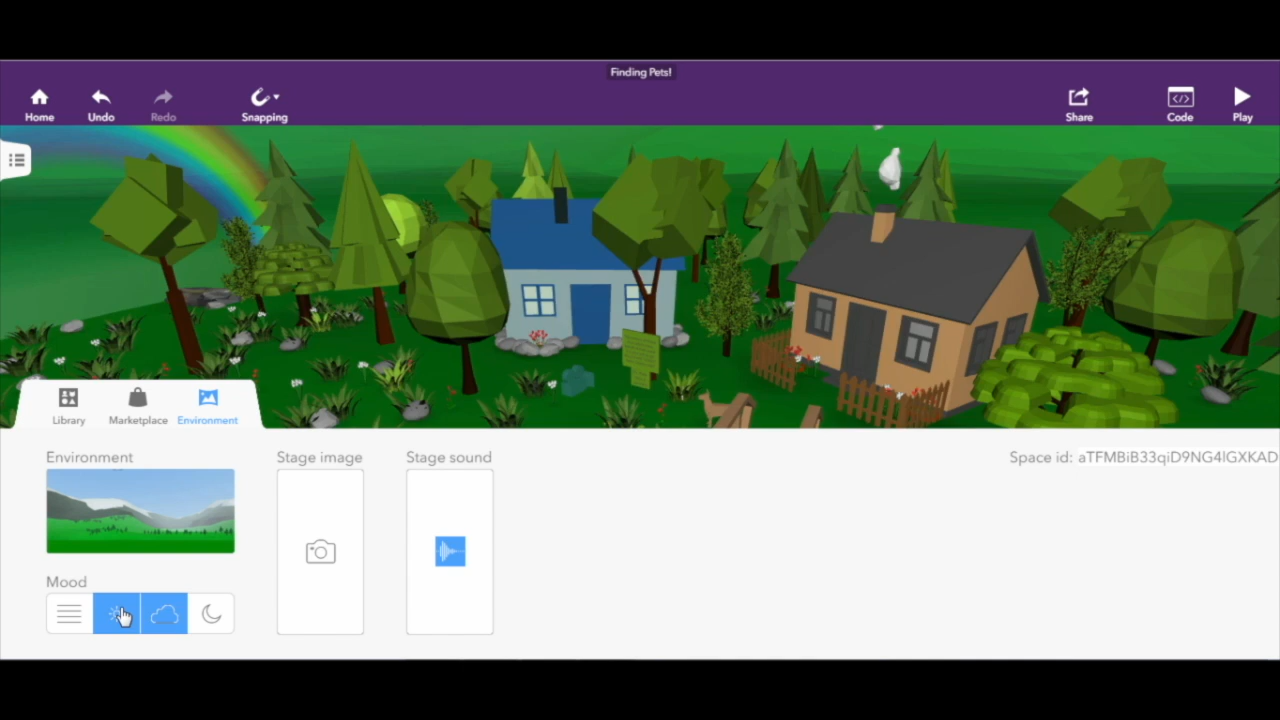 Finding Pets!
Home
Undo
Redo
Snapping
Share
Code
Play
Library
Marketplace
Environment
Environment
Stage image
Stage sound
Space id: aTFMBiB33qiD9NG4lGXKAD
Mood